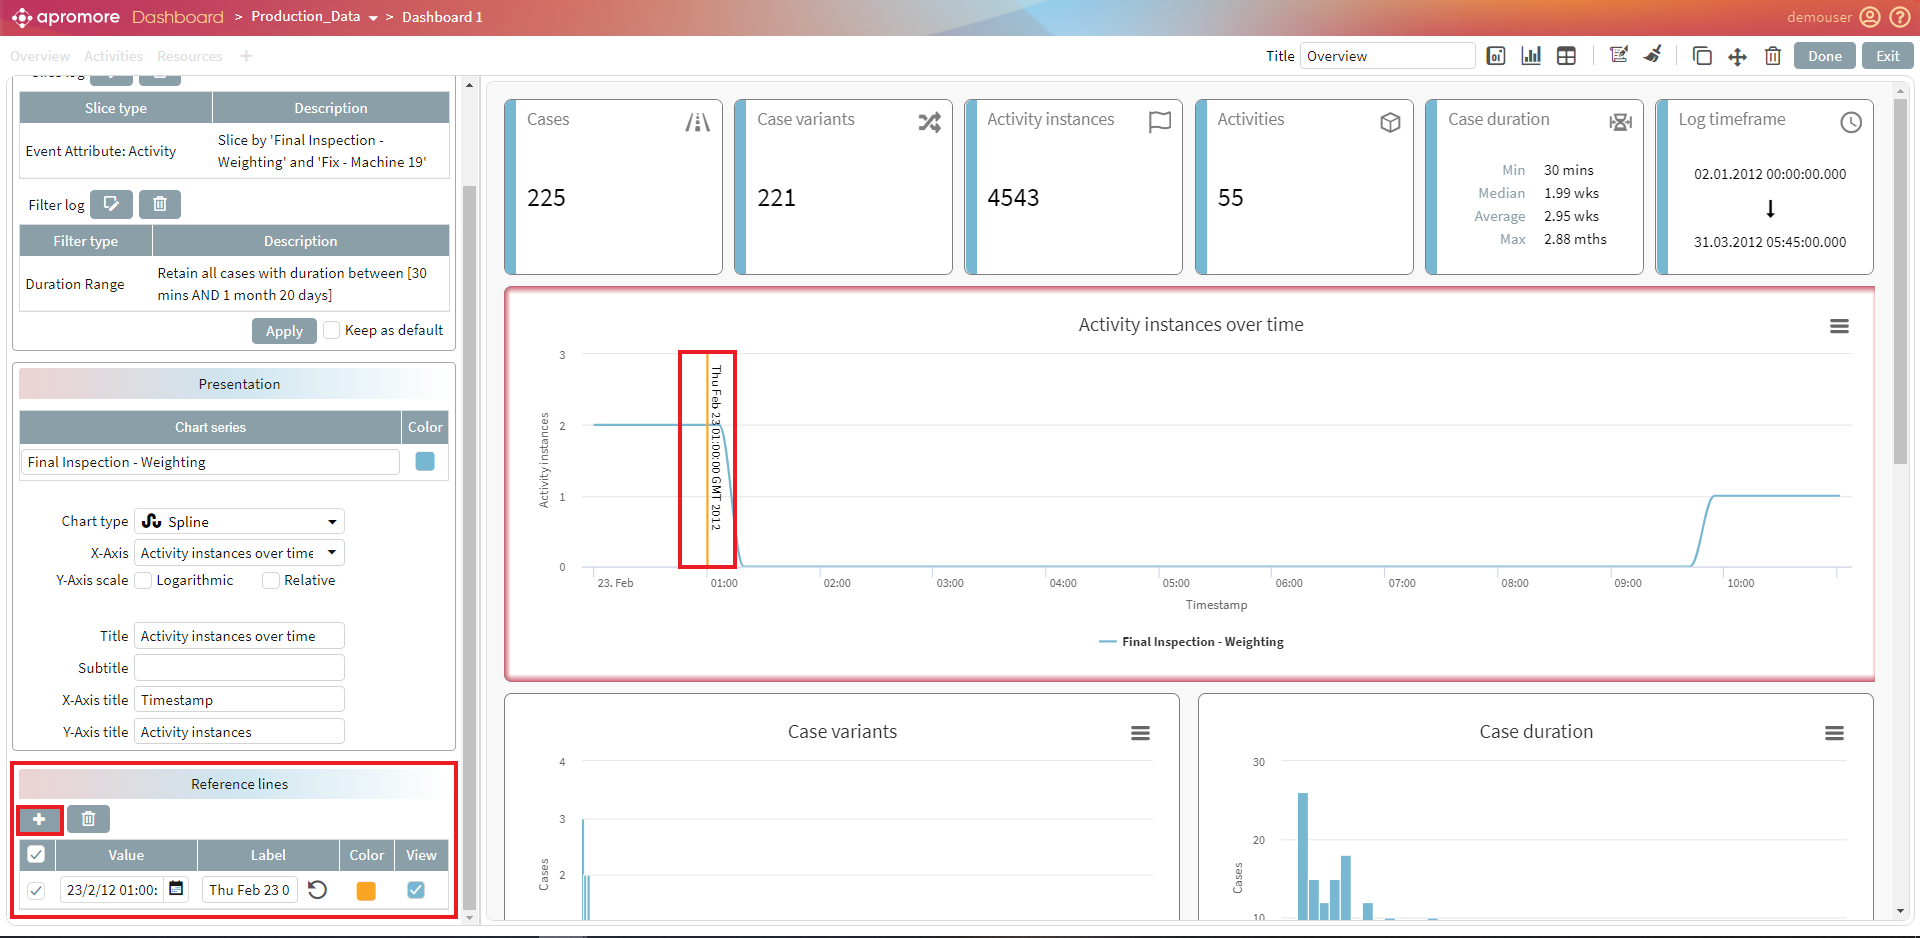 apromore Dashboard > Production_Data > Dashboard 1
demouser
Overview Activities Resources +
Title Overview
Done Exit
Slice type Description
Event Attribute: Activity
Slice by 'Final Inspection -
Weighting' and 'Fix - Machine 19'
Filter log
Filter type Description
Duration Range
Retain all cases with duration between [30
mins AND 1 month 20 days]
Apply Keep as default
Presentation
Chart series Color
Final Inspection - Weighting
Chart type Spline
X-Axis Activity instances over time
Y-Axis scale Logarithmic Relative
Title Activity instances over time
Subtitle
X-Axis title Timestamp
Y-Axis title Activity instances
Reference lines
Value Label Color View
23/2/12 01:00: Thu Feb 23 0
Cases
225
Case variants
221
Activity instances
4543
Activities
55
Case duration
Min 30 mins
Median 1.99 wks
Average 2.95 wks
Max 2.88 mths
Log timeframe
02.01.2012 00:00:00.000
31.03.2012 05:45:00.000
Activity instances over time
3
2
1
0
Activity instances
Thu Feb 23 01:00:00 GMT 2012
23. Feb 01:00 02:00 03:00 04:00 05:00 06:00 07:00 08:00 09:00 10:00
Timestamp
Final Inspection - Weighting
Case variants
4
3
2
Cases
Case duration
30
20
10
Cases